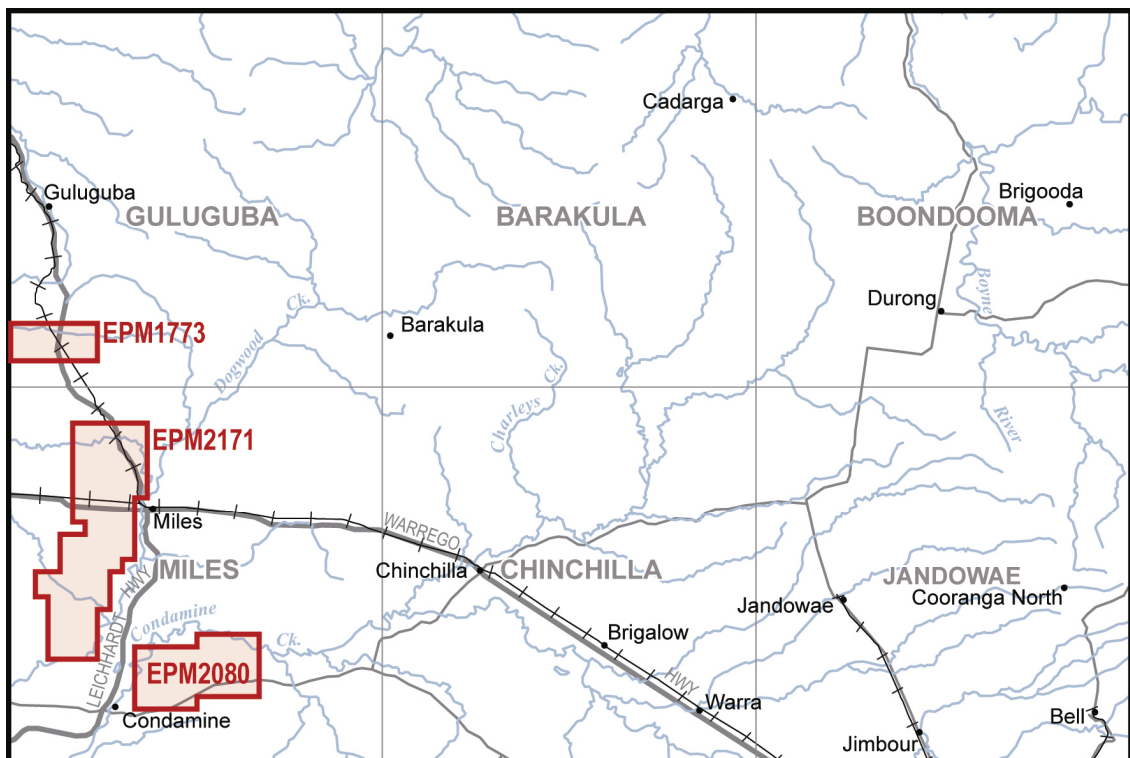 Cadarga
Guluguba
GULUGUBA
BARAKULA
BOONDOOMA
Brigooda
Boyne
Ck.
Durong
Barakula
EPM1773
Dogwood
Ck.
Charleys
River
EPM2171
Miles
WARREGO
Chinchilla
CHINCHILLA
MILES
HWY
JANDOWAE
Cooranga North
Jandowae
Condamine
Ck.
Brigalow
LEICHHARDT
EPM2080
HWY
Warra
Condamine
Bell
Jimbour